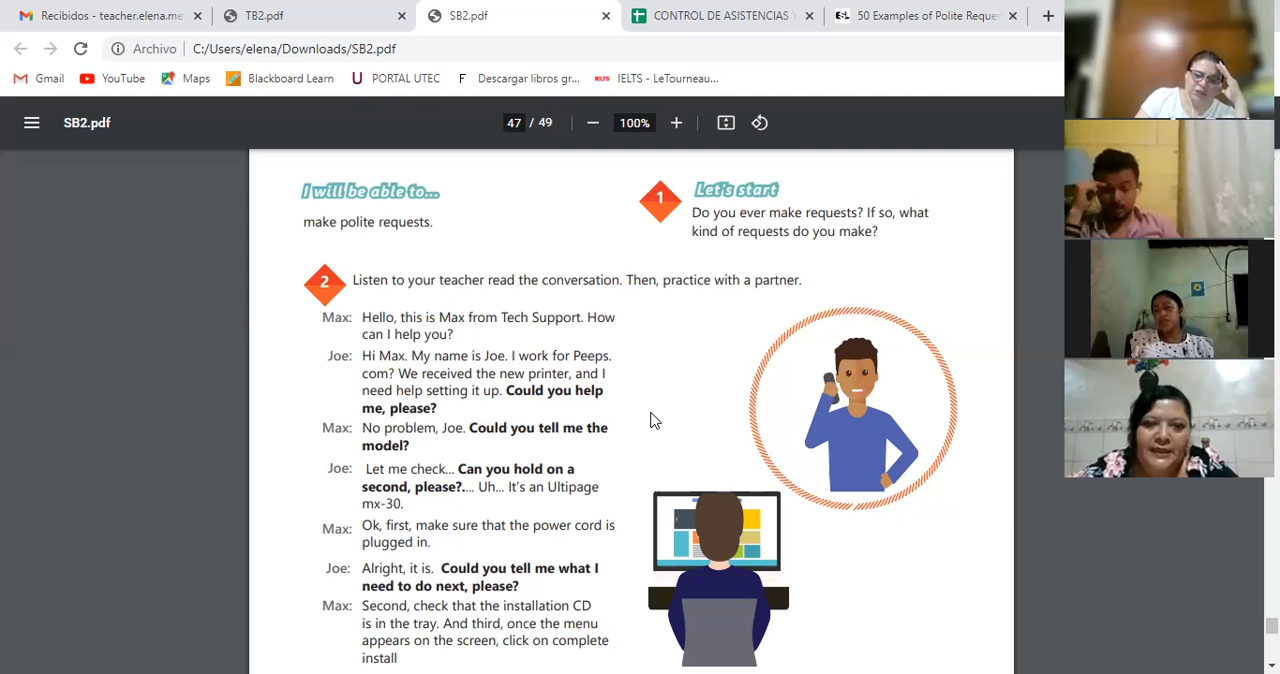 Recibidos - teacher.elena.me
TB2.pdf
SB2.pdf
CONTROL DE ASISTENCIAS Y
50 Examples of Polite Reques
Archivo
C:/Users/elena/Downloads/SB2.pdf
Gmail
YouTube
Maps
Blackboard Learn
U PORTAL UTEC
F Descargar libros gr...
IELTS IELTS - LeTourneau...
SB2.pdf
47 / 49
100%
I will be able to...
make polite requests.
1
Let's start
Do you ever make requests? If so, what
kind of requests do you make?
2
Listen to your teacher read the conversation. Then, practice with a partner.
Max: Hello, this is Max from Tech Support. How
can I help you?
Joe: Hi Max. My name is Joe. I work for Peeps.
com? We received the new printer, and I
need help setting it up. Could you help
me, please?
Max: No problem, Joe. Could you tell me the
model?
Joe: Let me check... Can you hold on a
second, please?.... Uh... It's an Ultipage
mx-30.
Max: Ok, first, make sure that the power cord is
plugged in.
Joe: Alright, it is. Could you tell me what I
need to do next, please?
Max: Second, check that the installation CD
is in the tray. And third, once the menu
appears on the screen, click on complete
install